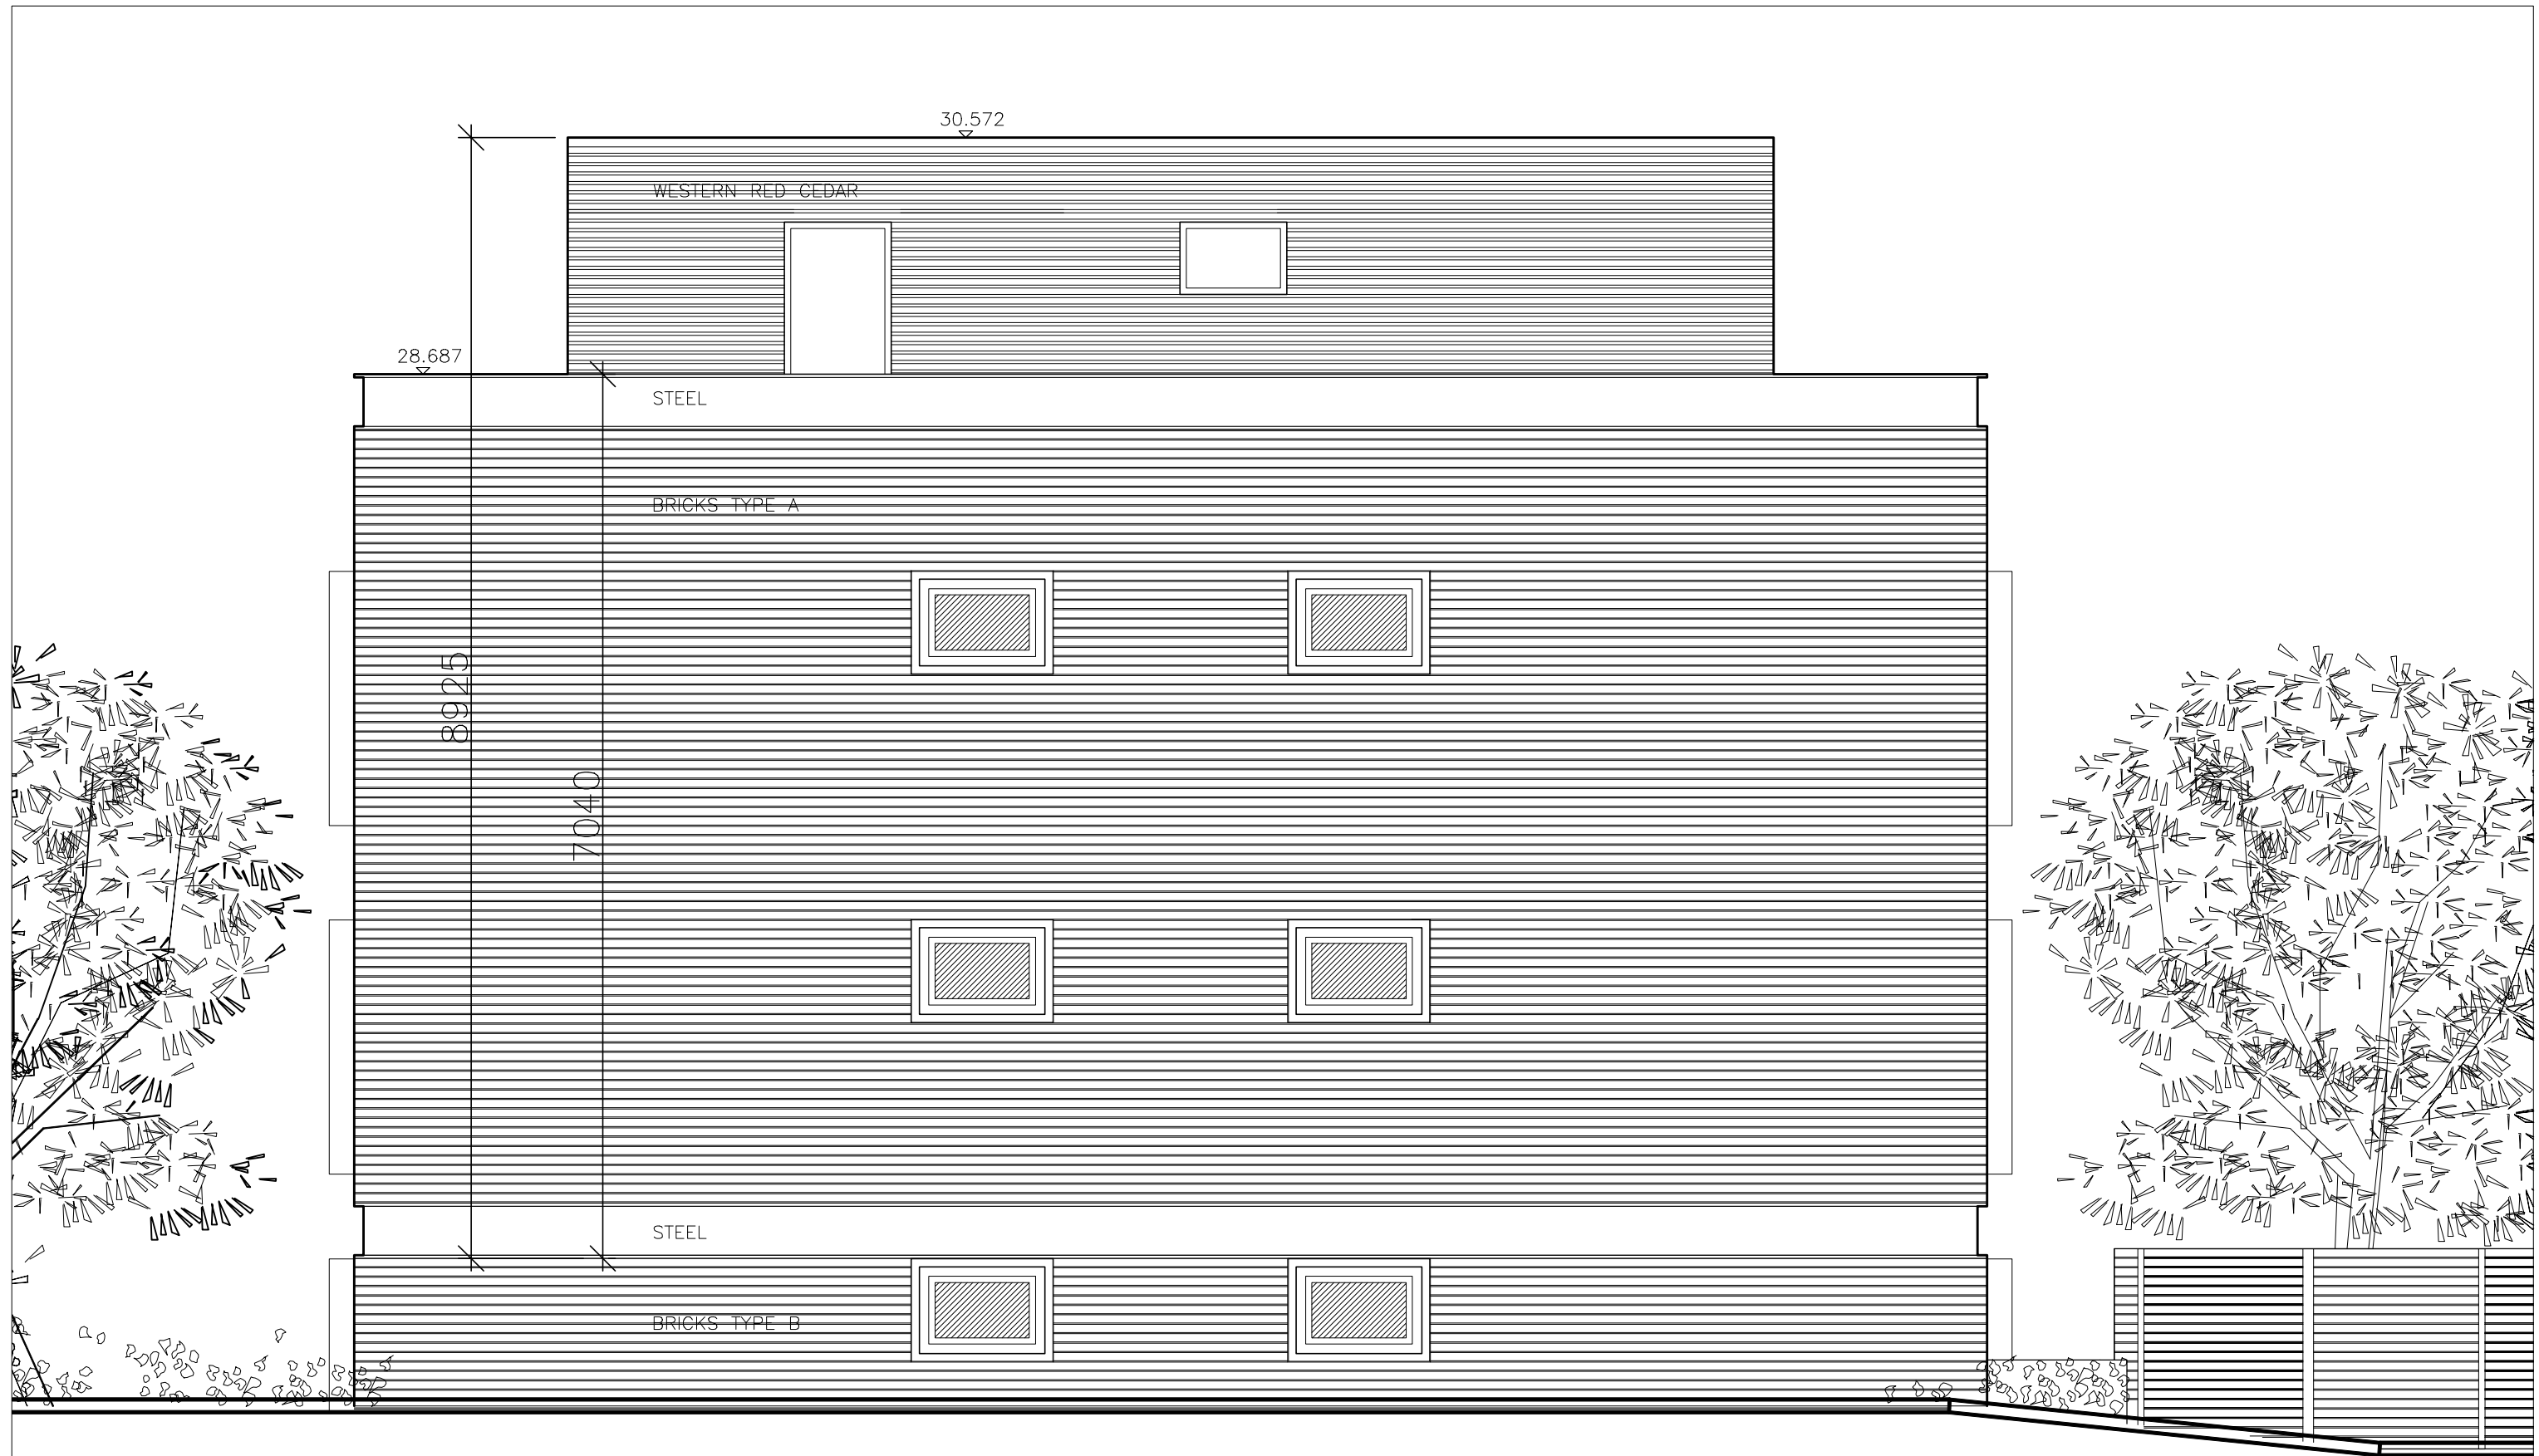 30.572
WESTERN RED CEDAR
28.687
STEEL
BRICKS TYPE A
8925
7040
STEEL
BRICKS TYPE B